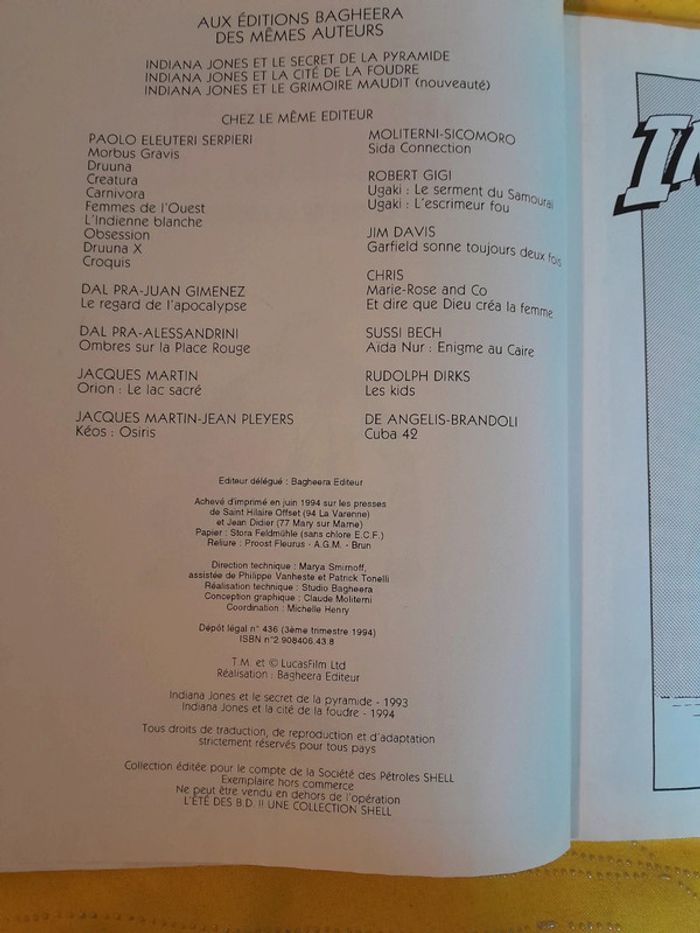 AUX ÉDITIONS BAGHEERA
DES MÊMES AUTEURS
INDIANA JONES ET LE SECRET DE LA PYRAMIDE
INDIANA JONES ET LA CITÉ DE LA FOUDRE
INDIANA JONES ET LE GRIMOIRE MAUDIT (nouveauté)
CHEZ LE MÊME EDITEUR
PAOLO ELEUTERI SERPIERI
Morbus Gravis
Druuna
Creatura
Carnivora
Femmes de l'Ouest
L'Indienne blanche
Obsession
Druuna X
Croquis
DAL PRA-JUAN GIMENEZ
Le regard de l'apocalypse
DAL PRA-ALESSANDRINI
Ombres sur la Place Rouge
JACQUES MARTIN
Orion : Le lac sacré
JACQUES MARTIN-JEAN PLEYERS
Kéos : Osiris
MOLITERNI-SICOMORO
Sida Connection
ROBERT GIGI
Ugaki : Le serment du Samouraï
Ugaki : L'escrimeur fou
JIM DAVIS
Garfield sonne toujours deux fois
CHRIS
Marie-Rose and Co
Et dire que Dieu créa la femme
SUSSI BECH
Aida Nur : Enigme au Caire
RUDOLPH DIRKS
Les kids
DE ANGELIS-BRANDOLI
Cuba 42
Editeur délégué : Bagheera Editeur
Achevé d'imprimé en juin 1994 sur les presses
de Saint Hilaire Offset (94 La Varenne)
et Jean Didier (77 Mary sur Marne)
Papier : Stora Feldmühle (sans chlore E.C.F.)
Reliure : Proost Fleurus - A.G.M. - Brun
Direction technique : Marya Smirnoff,
assistée de Philippe Vanheste et Patrick Tonelli
Réalisation technique : Studio Bagheera
Conception graphique : Claude Moliterni
Coordination : Michelle Henry
Dépôt légal n° 436 (3ème trimestre 1994)
ISBN n°2 908406.43.8
T.M. et © LucasFilm Ltd
Réalisation : Bagheera Editeur
Indiana Jones et le secret de la pyramide - 1993
Indiana Jones et la cité de la foudre - 1994
Tous droits de traduction, de reproduction et d'adaptation
strictement réservés pour tous pays
Collection éditée pour le compte de la Société des Pétroles SHELL
Exemplaire hors commerce
Ne peut être vendu en dehors de l'opération
L'ÉTÉ DES B.D. !! UNE COLLECTION SHELL